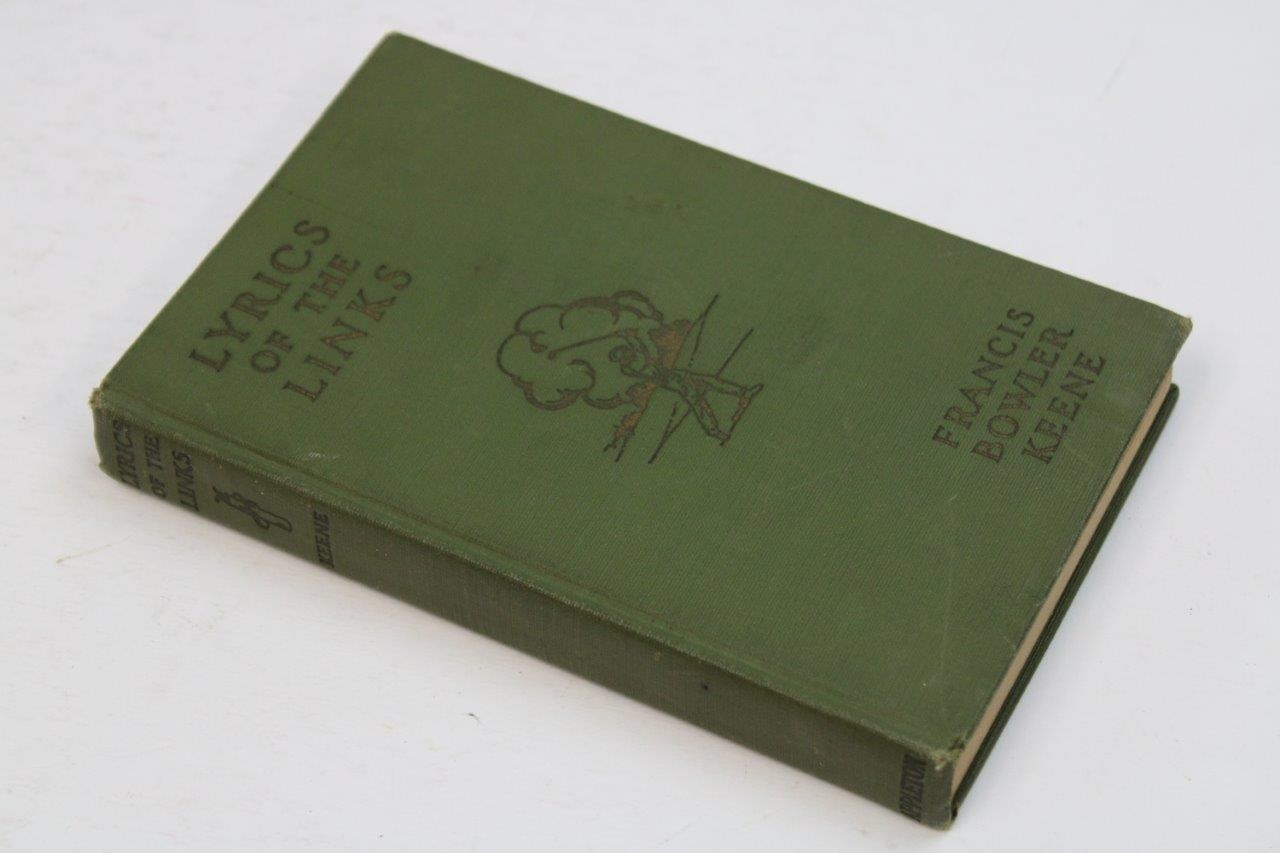 LYRICS
OF THE
LINKS
FRANCIS
BOWLER
KEENE
LYRICS
OF THE
LINKS
KEENE
APPLETON